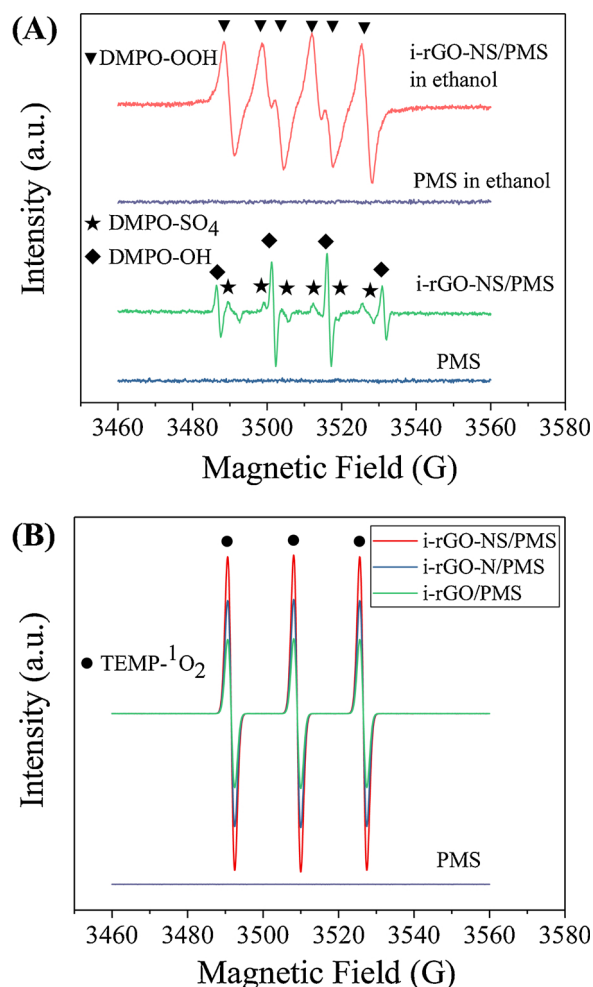 (A)
▼DMPO-OOH
i-rGO-NS/PMS
in ethanol
PMS in ethanol
★ DMPO-SO₄
◆ DMPO-OH
i-rGO-NS/PMS
PMS
Intensity (a.u.)
3460 3480 3500 3520 3540 3560 3580
Magnetic Field (G)
(B)
i-rGO-NS/PMS
i-rGO-N/PMS
i-rGO/PMS
● TEMP-¹O₂
PMS
Intensity (a.u.)
3460 3480 3500 3520 3540 3560 3580
Magnetic Field (G)